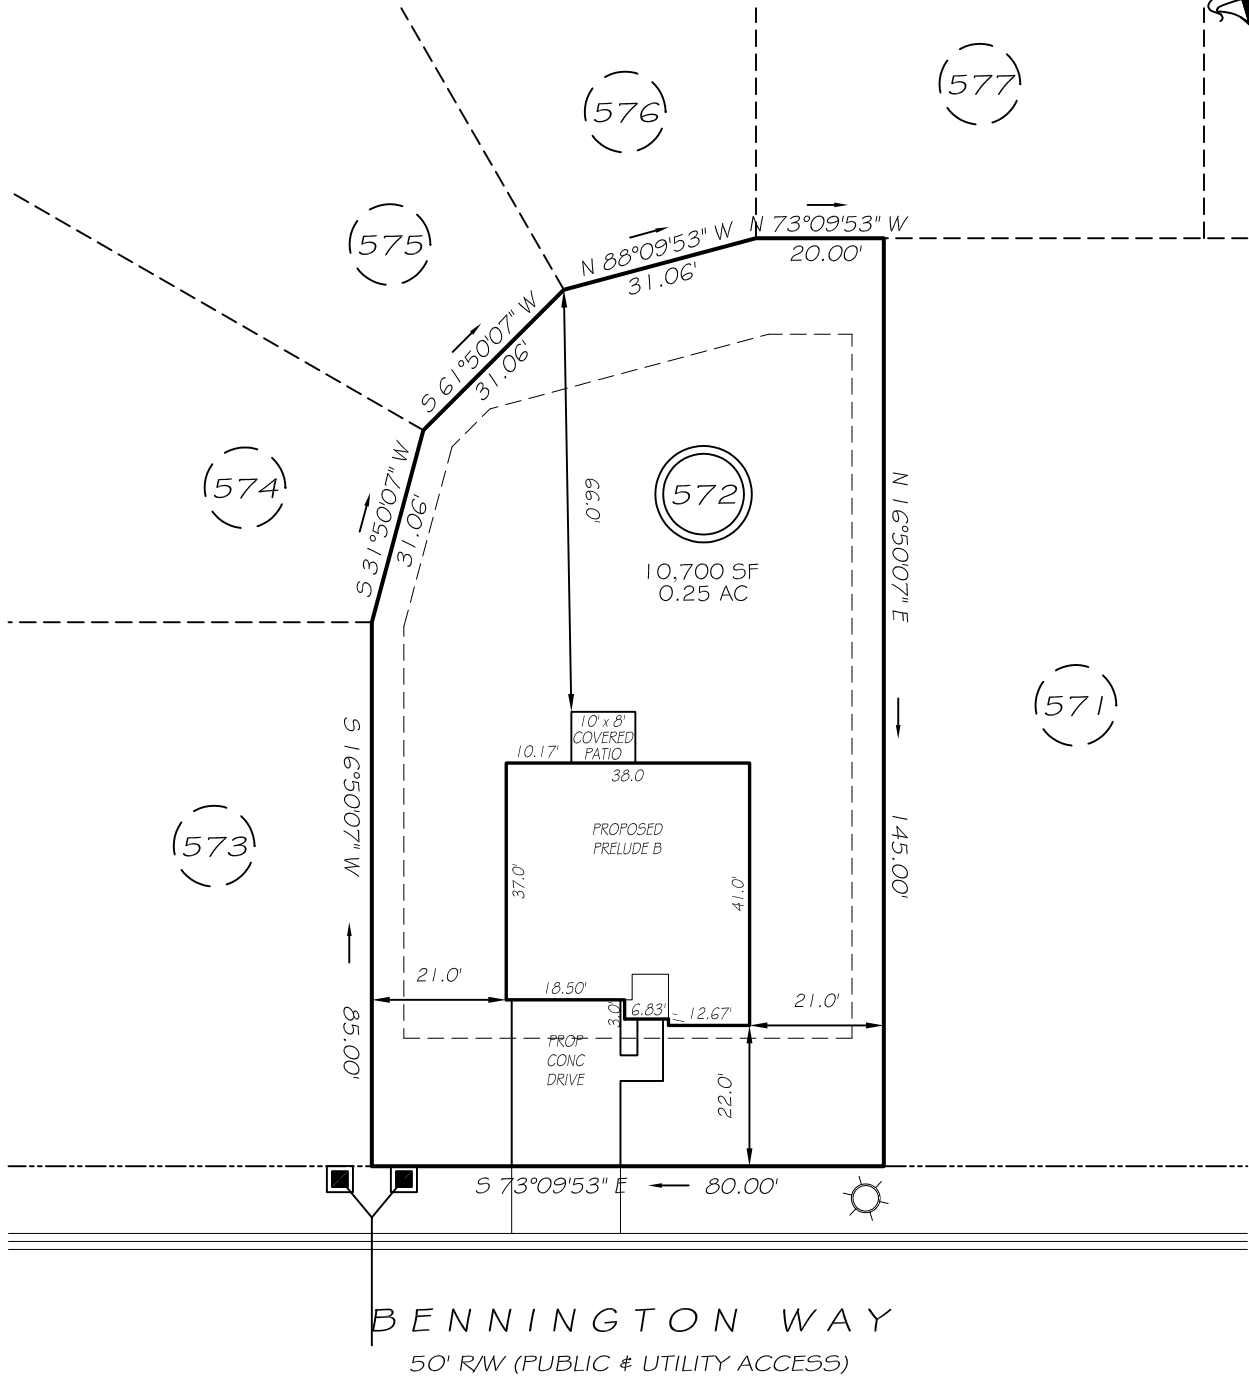 577
576
575
574
573
571
N 73°09'53" W
20.00'
N 88°09'53" W
31.06'
S 61°50'07" W
31.06'
S 31°50'07" W
31.06'
66.0'
572
10,700 SF
0.25 AC
N 16°50'07" E
145.00'
S 16°50'07" W
85.00'
10' x 8'
COVERED
PATIO
10.17'
38.0
PROPOSED
PRELUDE B
37.0'
41.0'
21.0'
18.50'
3.0'
6.83'
12.67'
21.0'
PROP
CONC
DRIVE
22.0'
S 73°09'53" E
80.00'
BENNINGTON WAY
50' R/W (PUBLIC & UTILITY ACCESS)